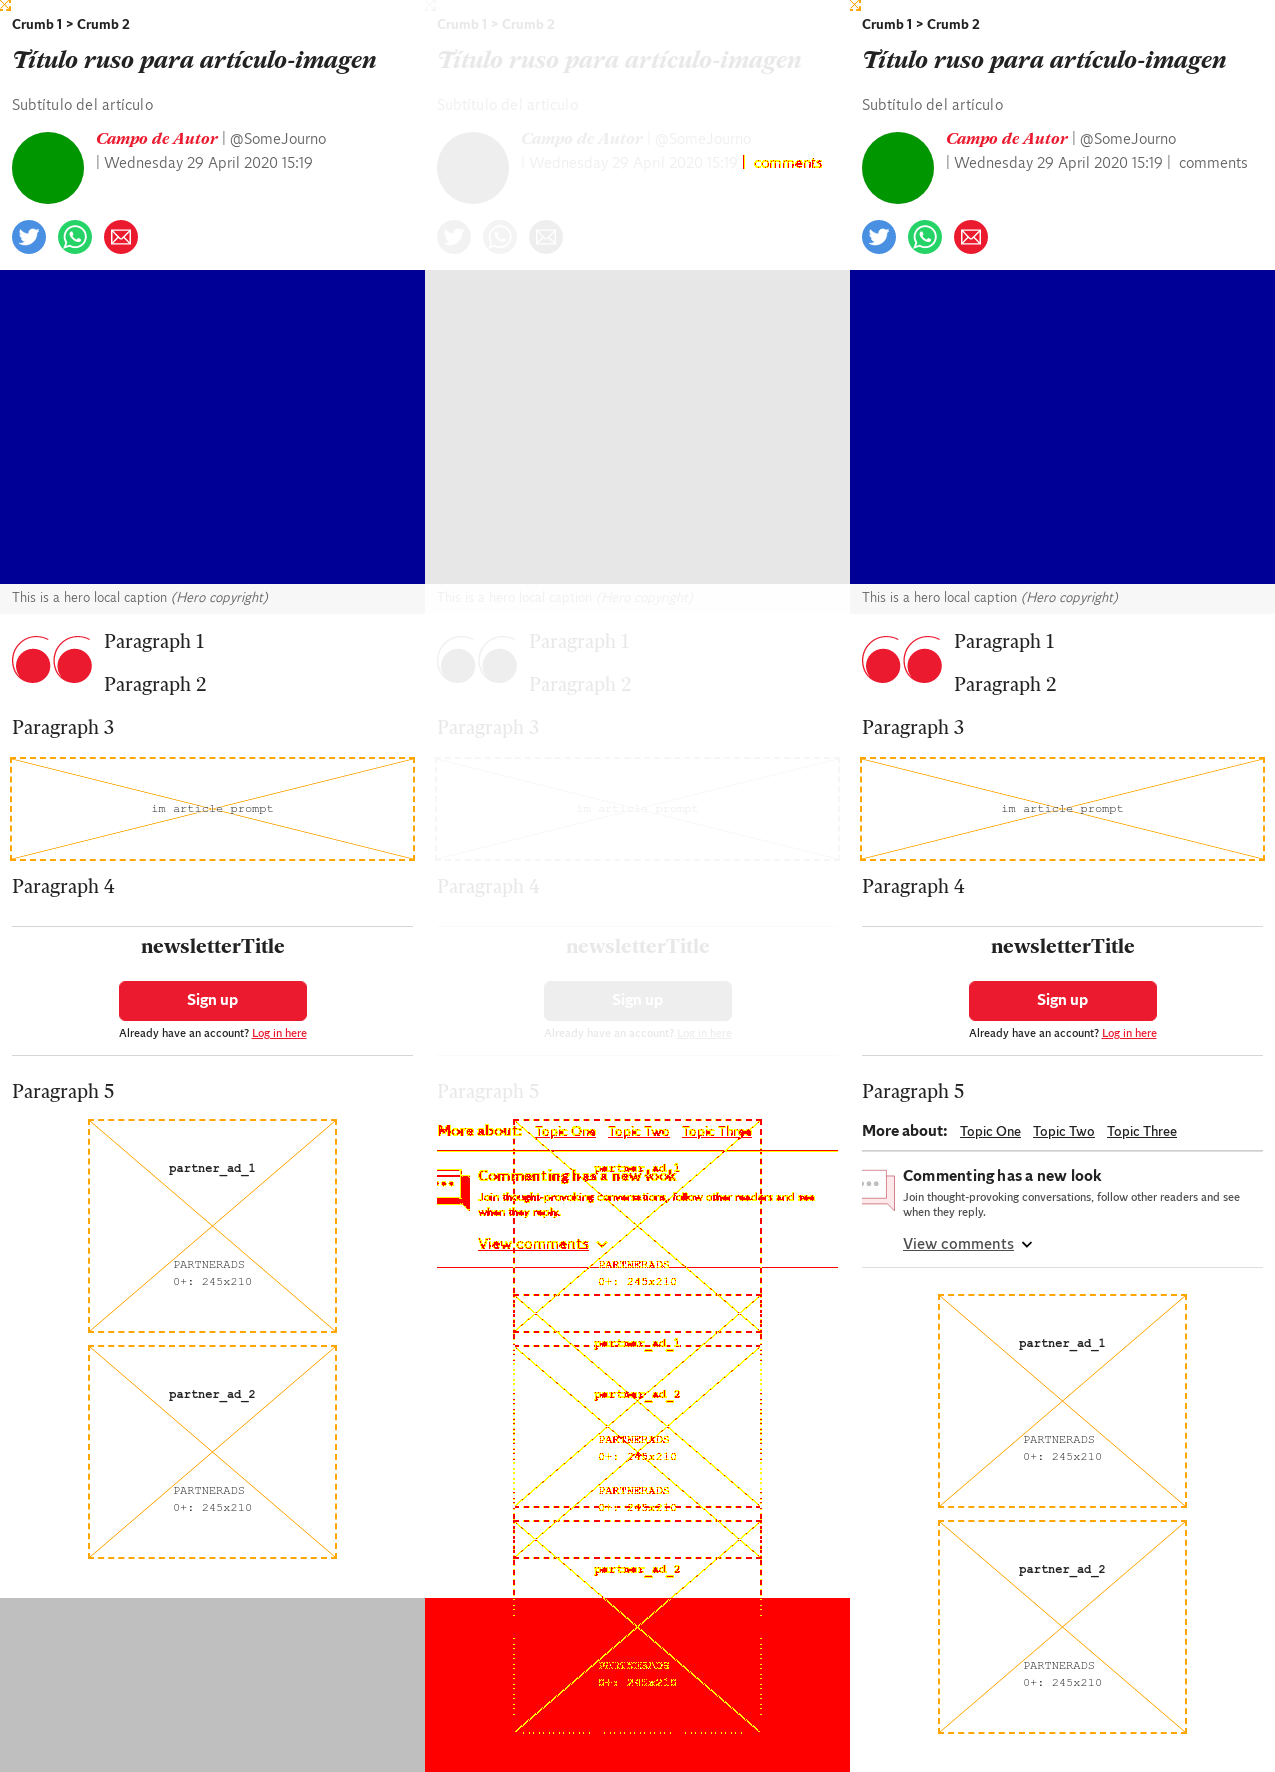 Crumb 1 > Crumb 2
Título ruso para artículo-imagen
Subtítulo del artículo
Campo de Autor | @SomeJourno
| Wednesday 29 April 2020 15:19
This is a hero local caption (Hero copyright)
Paragraph 1
Paragraph 2
Paragraph 3
im article prompt
Paragraph 4
newsletterTitle
Sign up
Already have an account? Log in here
Paragraph 5
partner_ad_1
PARTNERADS
0+: 245x210
partner_ad_2
PARTNERADS
0+: 245x210
Crumb 1 > Crumb 2
Título ruso para artículo-imagen
Subtítulo del artículo
Campo de Autor | @SomeJourno
| Wednesday 29 April 2020 15:19 | comments
This is a hero local caption (Hero copyright)
Paragraph 1
Paragraph 2
Paragraph 3
im article prompt
Paragraph 4
newsletterTitle
Sign up
Already have an account? Log in here
Paragraph 5
More about: Topic One Topic Two Topic Three
partner_ad_1
Commenting has a new look
Join thought-provoking conversations, follow other readers and see
when they reply.
View comments
PARTNERADS
0+: 245x210
partner_ad_1
partner_ad_2
PARTNERADS
0+: 245x210
PARTNERADS
0+: 245x210
partner_ad_2
PARTNERADS
0+: 245x210
Crumb 1 > Crumb 2
Título ruso para artículo-imagen
Subtítulo del artículo
Campo de Autor | @SomeJourno
| Wednesday 29 April 2020 15:19 | comments
This is a hero local caption (Hero copyright)
Paragraph 1
Paragraph 2
Paragraph 3
im article prompt
Paragraph 4
newsletterTitle
Sign up
Already have an account? Log in here
Paragraph 5
More about: Topic One Topic Two Topic Three
Commenting has a new look
Join thought-provoking conversations, follow other readers and see
when they reply.
View comments
partner_ad_1
PARTNERADS
0+: 245x210
partner_ad_2
PARTNERADS
0+: 245x210